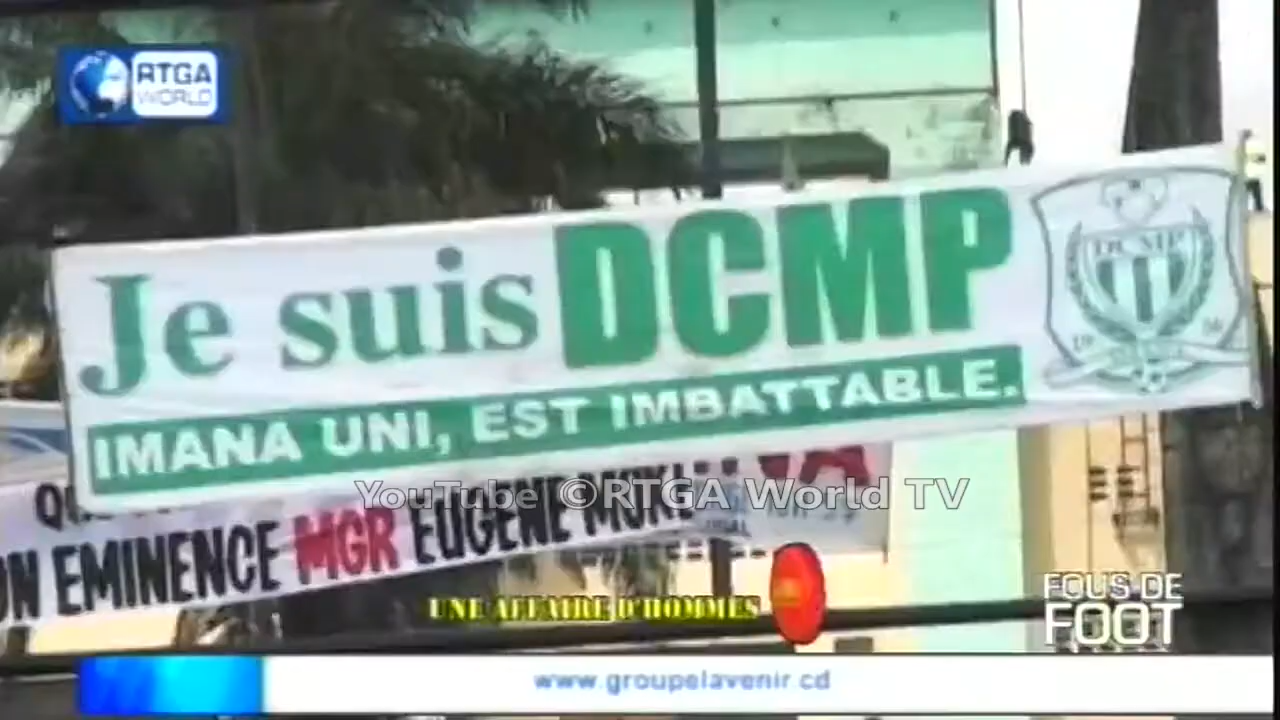 RTGA
WORLD
Je suis DCMP
DCMP
IMANA UNI, EST IMBATTABLE.
YouTube ©RTGA World TV
EMINENCE MGR EUGENE
UNE AFFAIRE D'HOMMES
FOUS DE
FOOT
www.groupelavenir.cd